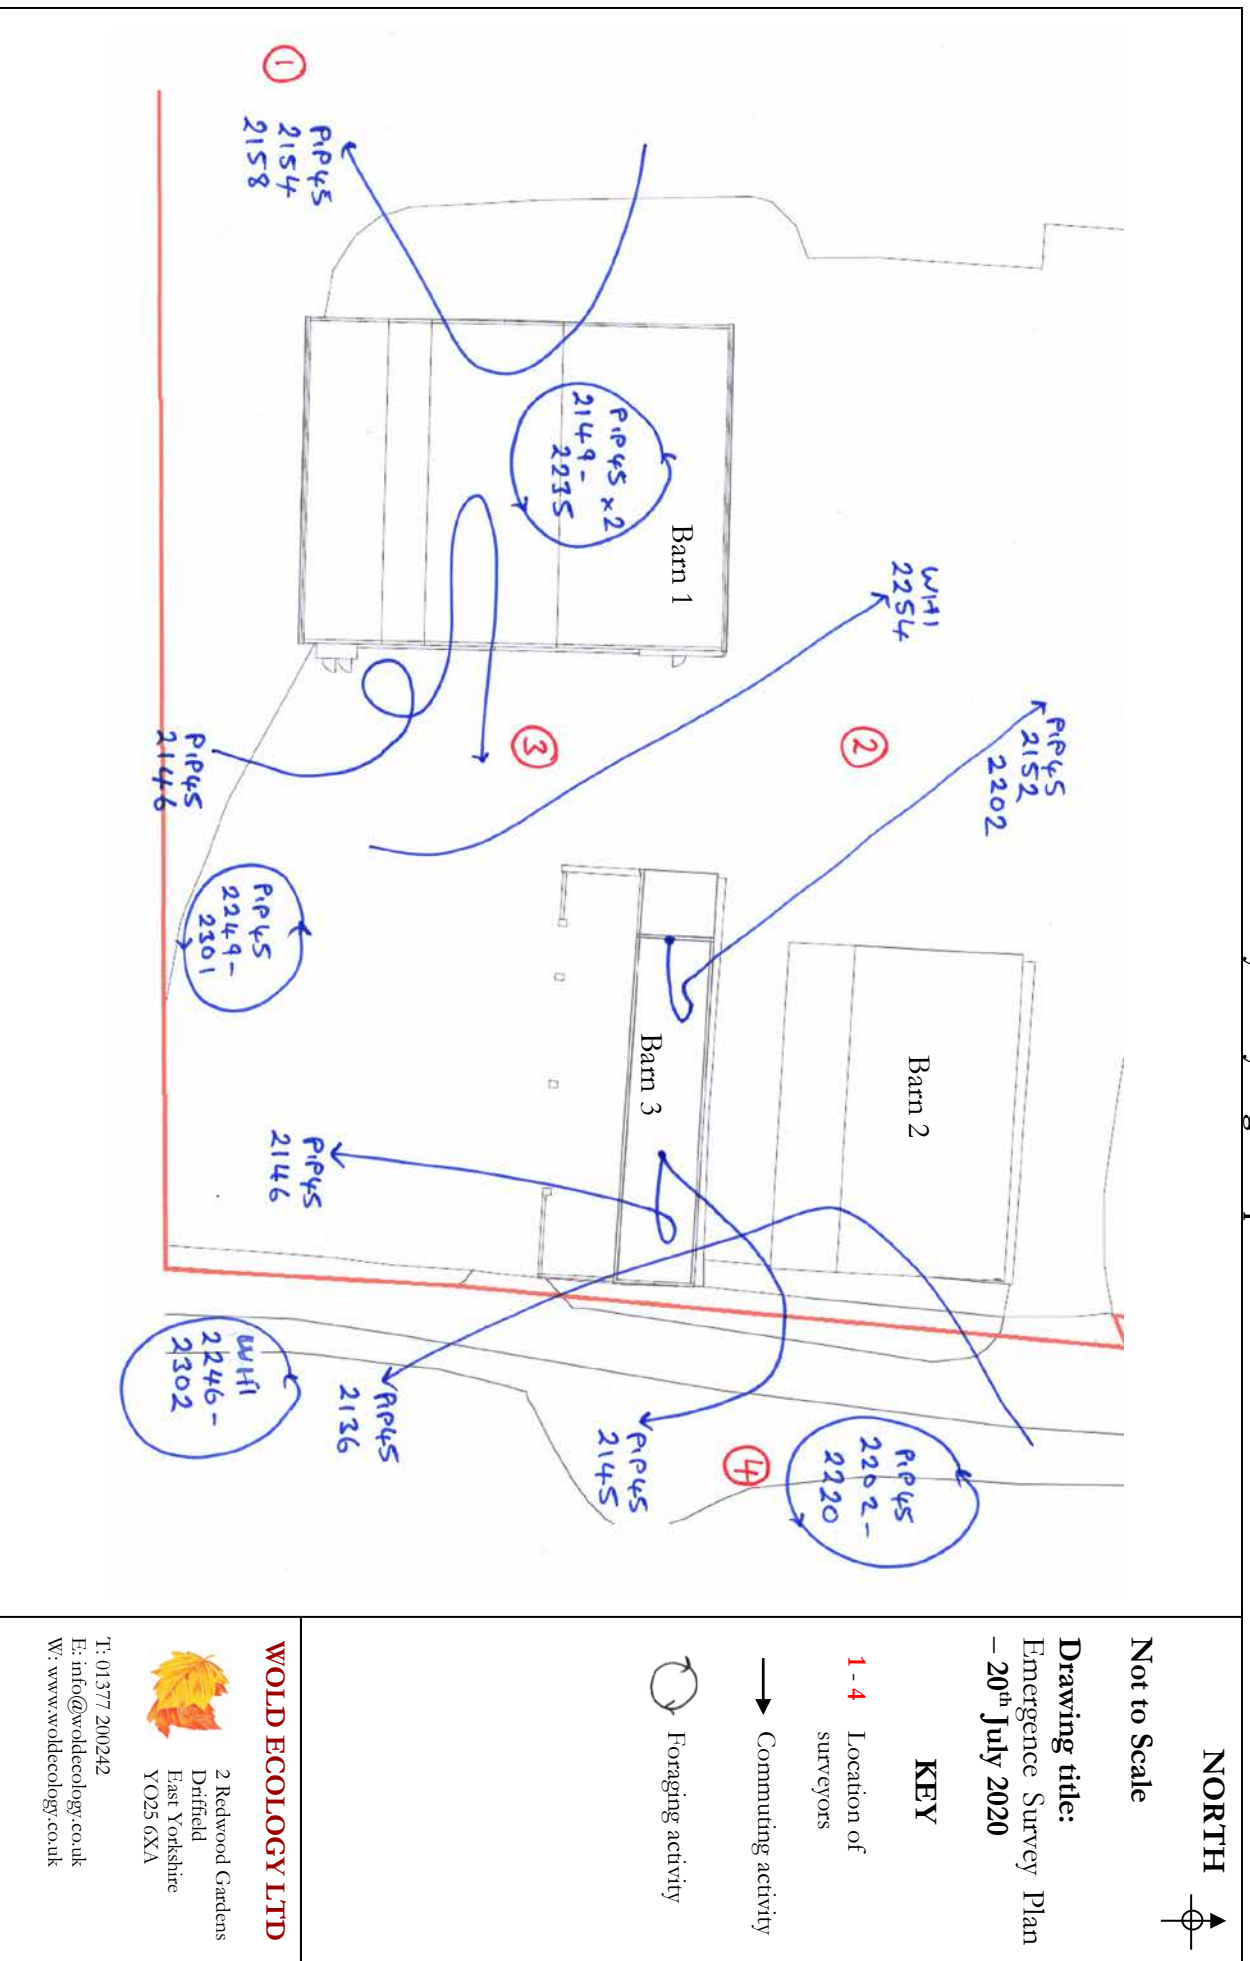 1
PiP45
2154
2158
PiP45 x2
2149-
2235
Barn 1
WHI
2254
PiP45
2152
2202
2
3
PiP45
2146
PiP45
2249-
2301
Barn 2
Barn 3
PiP45
2146
WHI
2246-
2302
PiP45
2136
PiP45
2145
4
PiP45
2202-
2220
NORTH
Not to Scale
Drawing title:
Emergence Survey Plan
– 20th July 2020
KEY
1 - 4 Location of
surveyors
Commuting activity
Foraging activity
WOLD ECOLOGY LTD
2 Redwood Gardens
Driffield
East Yorkshire
YO25 6XA
T: 01377 200242
E: info@woldecology.co.uk
W: www.woldecology.co.uk